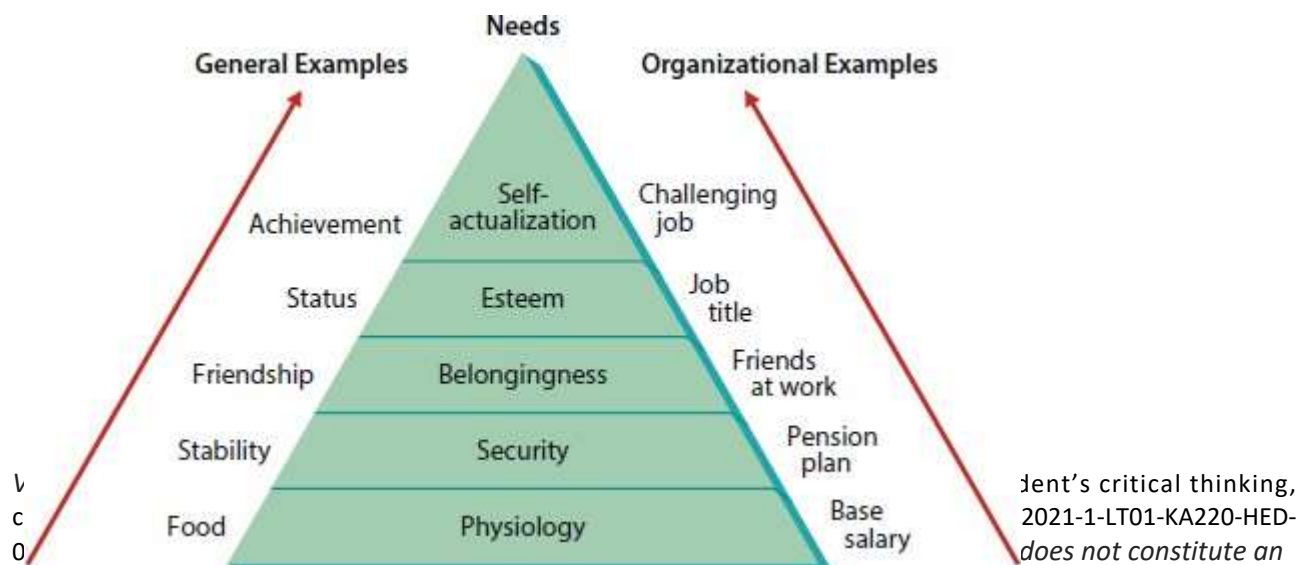 Needs
General Examples
Organizational Examples
Achievement
Self-
actualization
Challenging
job
Status
Esteem
Job
title
Friendship
Belongingness
Friends
at work
Stability
Security
Pension
plan
Food
Physiology
Base
salary
dent’s critical thinking,
2021-1-LT01-KA220-HED-
does not constitute an